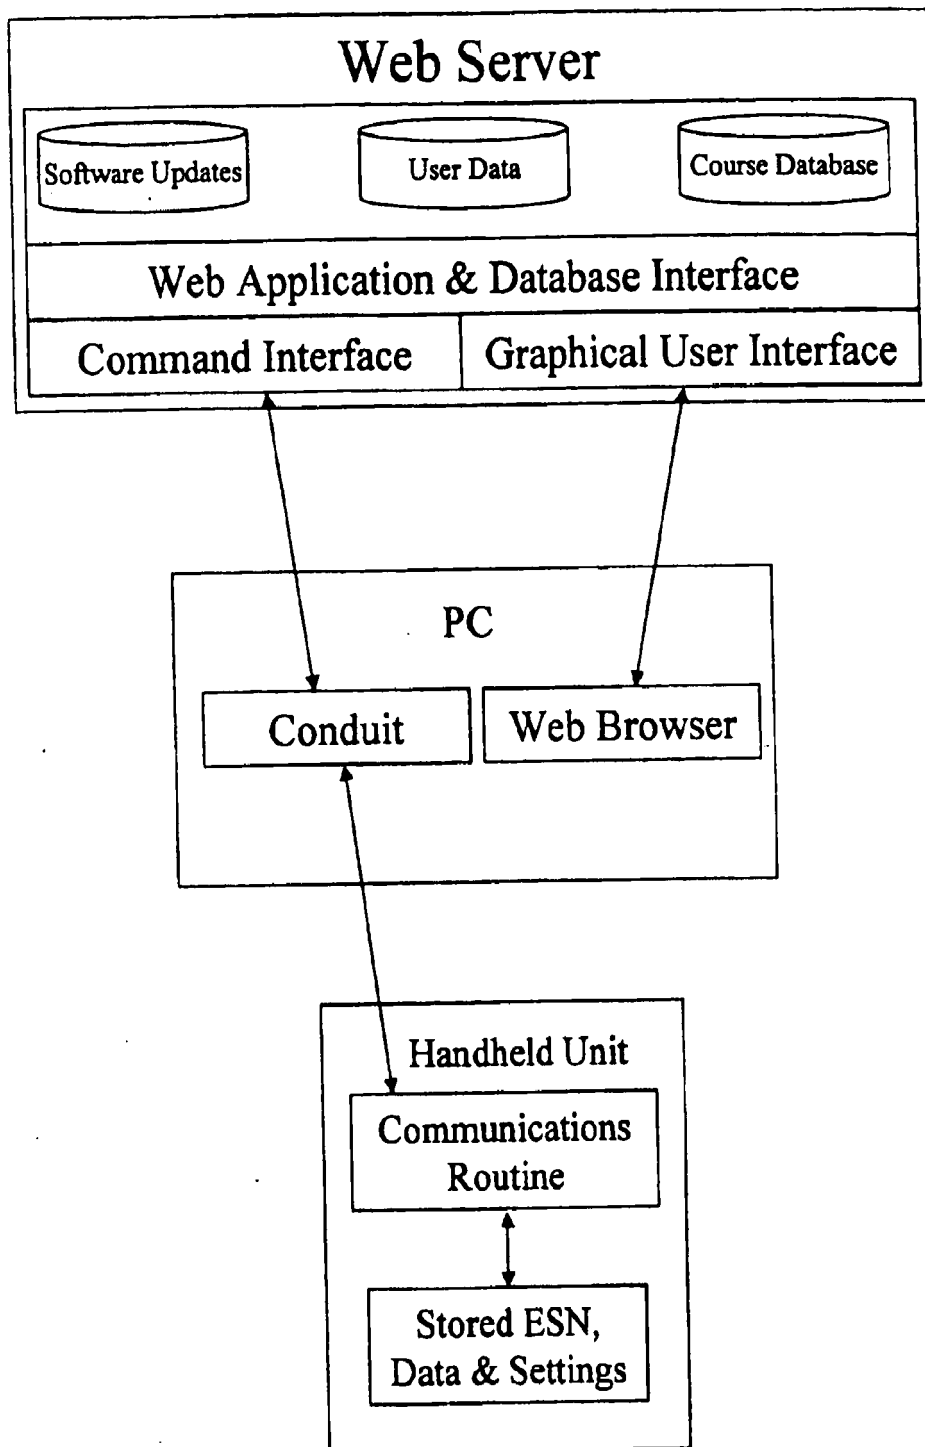 Web Server
Software Updates
User Data
Course Database
Web Application & Database Interface
Command Interface
Graphical User Interface
PC
Conduit
Web Browser
Handheld Unit
Communications
Routine
Stored ESN,
Data & Settings